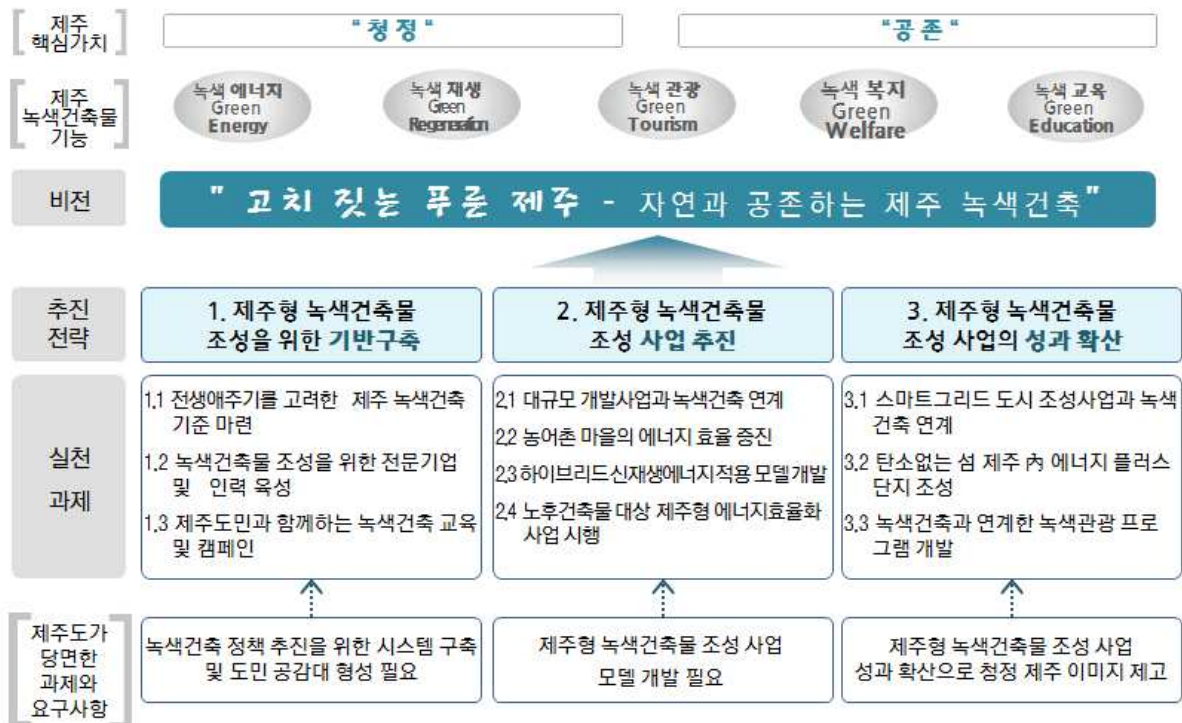 제주
핵심가치
"청정"
"공존"
제주
녹색건축물
기능
녹색 에너지
Green
Energy
녹색 재생
Green
Regeneration
녹색 관광
Green
Tourism
녹색 복지
Green
Welfare
녹색 교육
Green
Education
비전
" 고치 짓는 푸른 제주 - 자연과 공존하는 제주 녹색건축"
추진
전략
1. 제주형 녹색건축물
조성을 위한 기반구축
2. 제주형 녹색건축물
조성 사업 추진
3. 제주형 녹색건축물
조성 사업의 성과 확산
실천
과제
1.1 전생애주기를 고려한 제주 녹색건축
기준 마련
1.2 녹색건축물 조성을 위한 전문기업
및 인력 육성
1.3 제주도민과 함께하는 녹색건축 교육
및 캠페인
2.1 대규모 개발사업과 녹색건축 연계
2.2 농어촌 마을의 에너지 효율 증진
2.3 하이브리드 신재생에너지적용 모델 개발
2.4 노후건축물 대상 제주형 에너지효율화
사업 시행
3.1 스마트그리드 도시 조성사업과 녹색
건축 연계
3.2 탄소없는 섬 제주 內 에너지 플러스
단지 조성
3.3 녹색건축과 연계한 녹색관광 프로
그램 개발
제주도가
당면한
과제와
요구사항
녹색건축 정책 추진을 위한 시스템 구축
및 도민 공감대 형성 필요
제주형 녹색건축물 조성 사업
모델 개발 필요
제주형 녹색건축물 조성 사업
성과 확산으로 청정 제주 이미지 제고